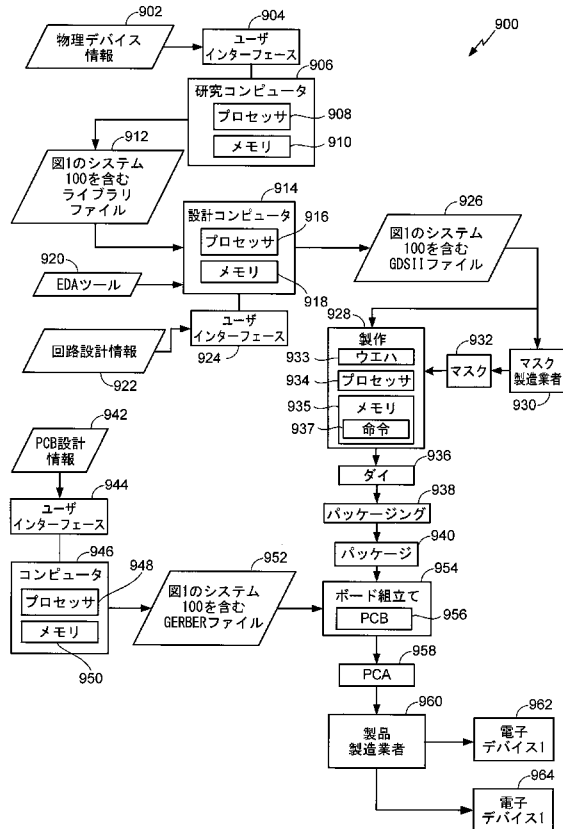 902
物理デバイス
情報
904
ユーザ
インターフェース
900
906
研究コンピュータ
プロセッサ
908
メモリ
910
912
図1のシステム
100を含む
ライブラリ
ファイル
914
設計コンピュータ
プロセッサ
916
メモリ
918
920
EDAツール
ユーザ
インターフェース
924
回路設計情報
922
926
図1のシステム
100を含む
GDSIIファイル
928
製作
933
ウエハ
934
プロセッサ
935
メモリ
937
命令
932
マスク
マスク
製造業者
930
936
ダイ
938
パッケージング
940
パッケージ
942
PCB設計
情報
944
ユーザ
インターフェース
946
コンピュータ
948
プロセッサ
メモリ
950
952
図1のシステム
100を含む
GERBERファイル
954
ボード組立て
PCB
956
958
PCA
960
製品
製造業者
962
電子
デバイス1
964
電子
デバイス1